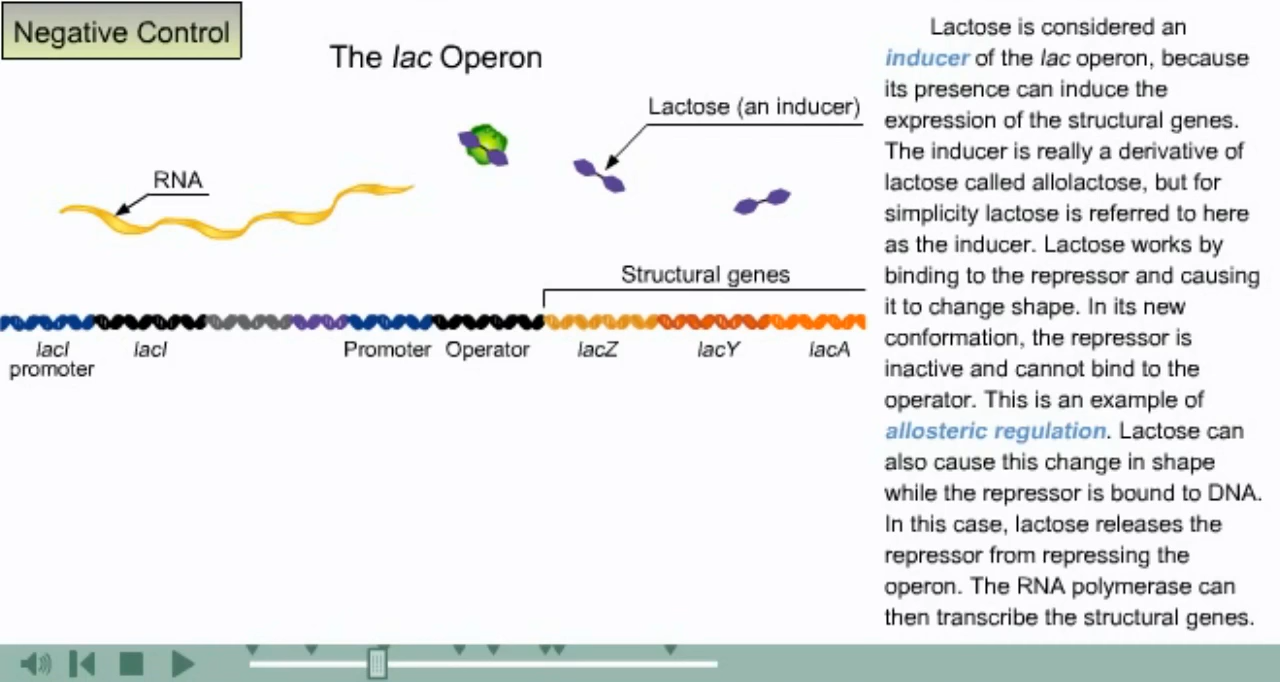 Negative Control
The lac Operon
Lactose (an inducer)
RNA
Structural genes
lacI
promoter
lacI
Promoter
Operator
lacZ
lacY
lacA
Lactose is considered an
inducer of the lac operon, because
its presence can induce the
expression of the structural genes.
The inducer is really a derivative of
lactose called allolactose, but for
simplicity lactose is referred to here
as the inducer. Lactose works by
binding to the repressor and causing
it to change shape. In its new
conformation, the repressor is
inactive and cannot bind to the
operator. This is an example of
allosteric regulation. Lactose can
also cause this change in shape
while the repressor is bound to DNA.
In this case, lactose releases the
repressor from repressing the
operon. The RNA polymerase can
then transcribe the structural genes.